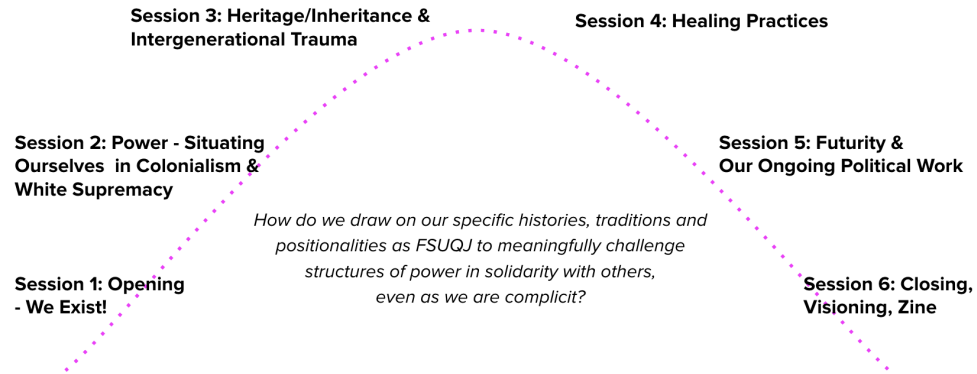 Session 3: Heritage/Inheritance &
Intergenerational Trauma
Session 4: Healing Practices
Session 2: Power - Situating
Ourselves in Colonialism &
White Supremacy
Session 5: Futurity &
Our Ongoing Political Work
How do we draw on our specific histories, traditions and
positionalities as FSUQJ to meaningfully challenge
structures of power in solidarity with others,
even as we are complicit?
Session 1: Opening
- We Exist!
Session 6: Closing,
Visioning, Zine